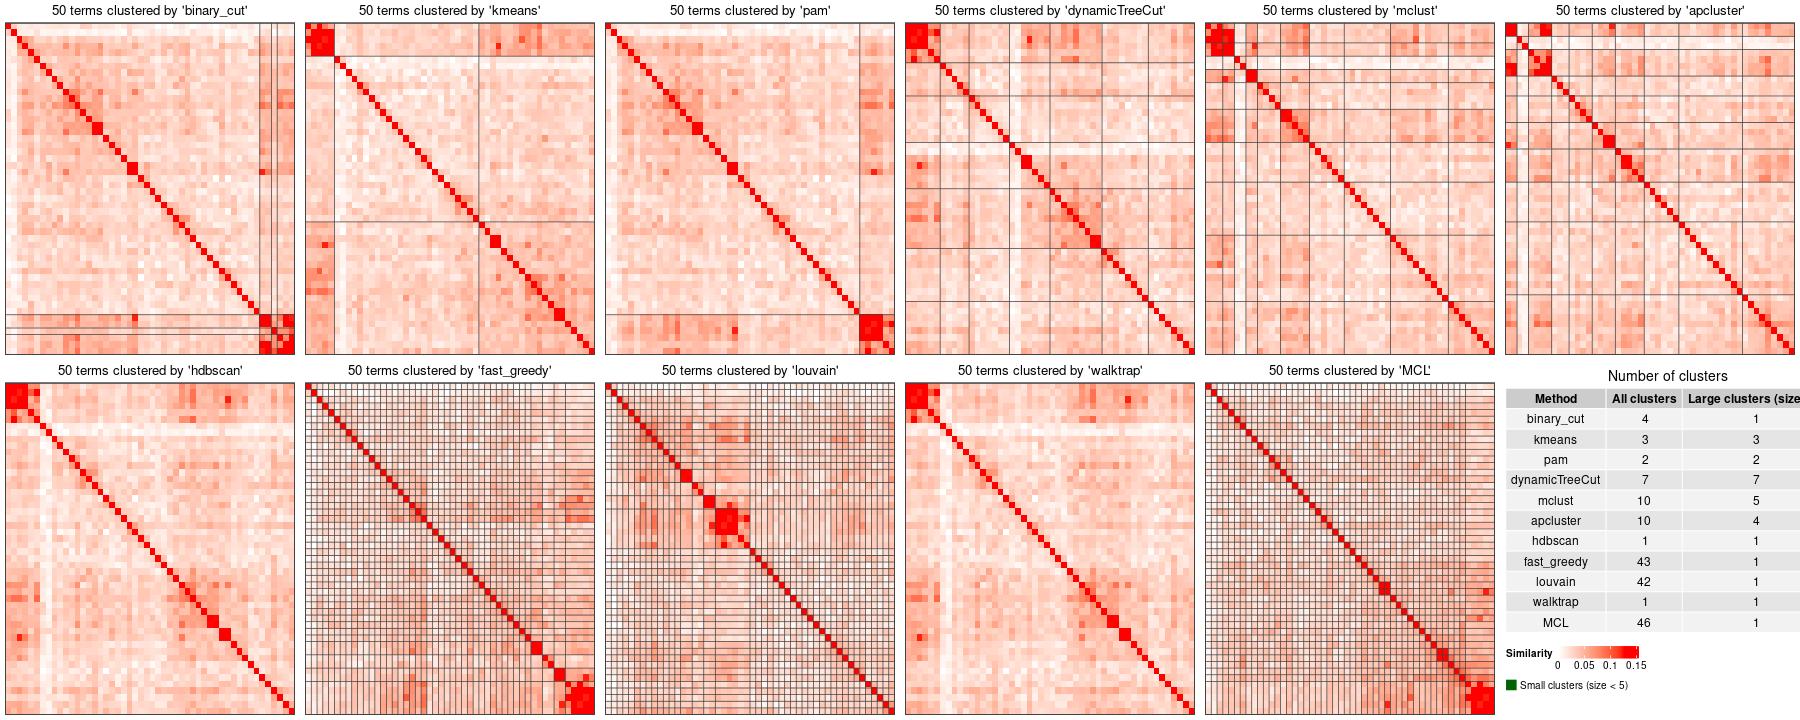 50 terms clustered by 'binary_cut'
50 terms clustered by 'kmeans'
50 terms clustered by 'pam'
50 terms clustered by 'dynamicTreeCut'
50 terms clustered by 'mclust'
50 terms clustered by 'apcluster'
50 terms clustered by 'hdbscan'
50 terms clustered by 'fast_greedy'
50 terms clustered by 'louvain'
50 terms clustered by 'walktrap'
50 terms clustered by 'MCL'
Number of clusters
Method All clusters Large clusters (size
binary_cut 4 1
kmeans 3 3
pam 2 2
dynamicTreeCut 7 7
mclust 10 5
apcluster 10 4
hdbscan 1 1
fast_greedy 43 1
louvain 42 1
walktrap 1 1
MCL 46 1
Similarity
0 0.05 0.1 0.15
Small clusters (size < 5)